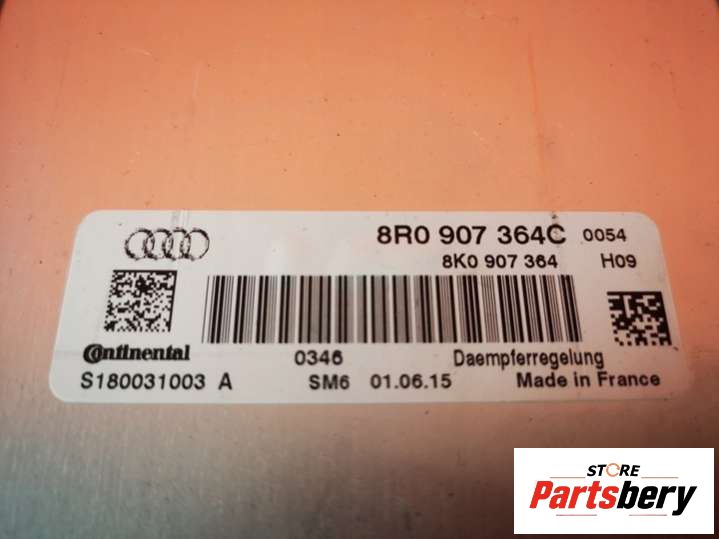 8R0 907 364C 0054
8K0 907 364 H09
Continental 0346 Daempferregelung
S180031003 A SM6 01.06.15 Made in France
STORE
Partsbery